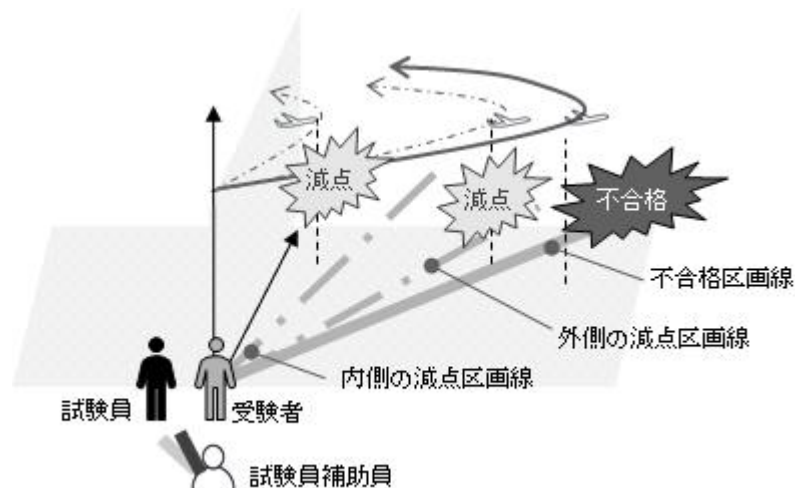 減点
減点
不合格
不合格区画線
外側の減点区画線
内側の減点区画線
試験員
受験者
試験員補助員